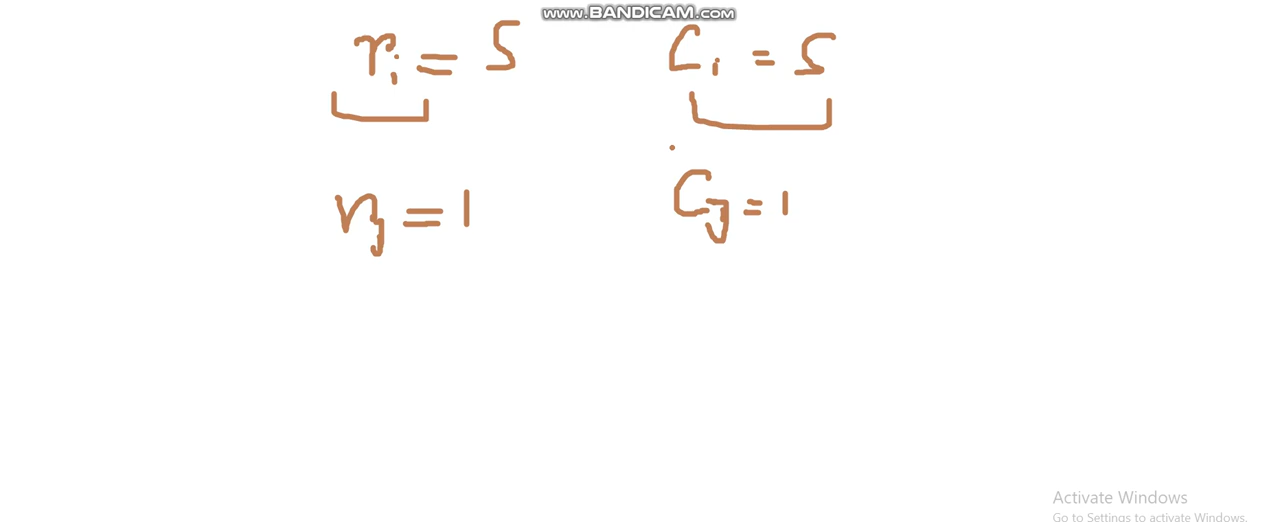 www.BANDICAM.com
ri = 5 Ci = 5
rj = 1 Cj = 1
Activate Windows
Go to Settings to activate Windows.